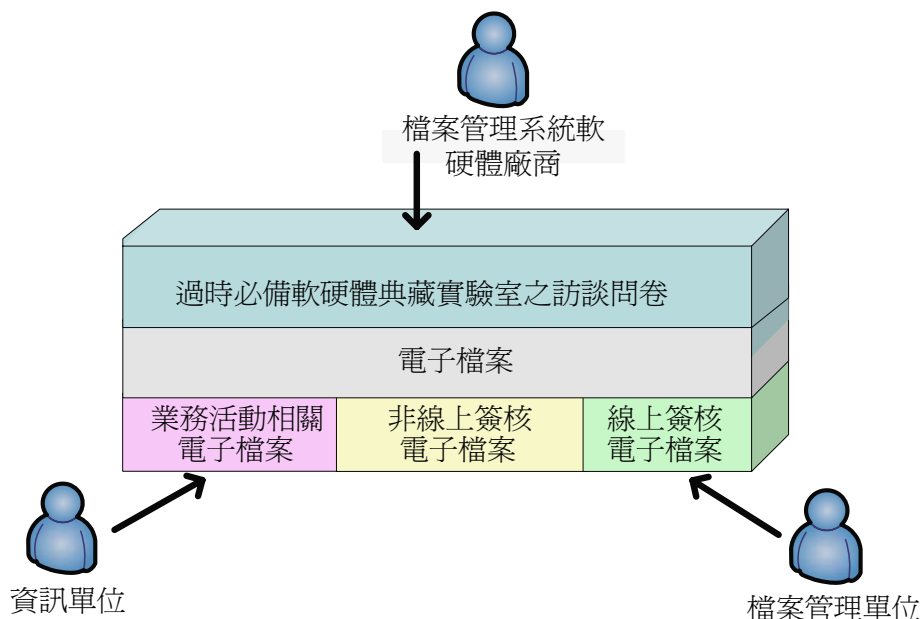 檔案管理系統軟
硬體廠商
過時必備軟硬體典藏實驗室之訪談問卷
電子檔案
業務活動相關
電子檔案
非線上簽核
電子檔案
線上簽核
電子檔案
資訊單位
檔案管理單位